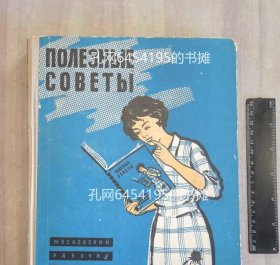 ПОЛЕЗНЫЕ
СОВЕТЫ
孔网6454195的书摊
孔网6454195的书摊
МОСКОВСКИЙ
РАБОЧИЙ